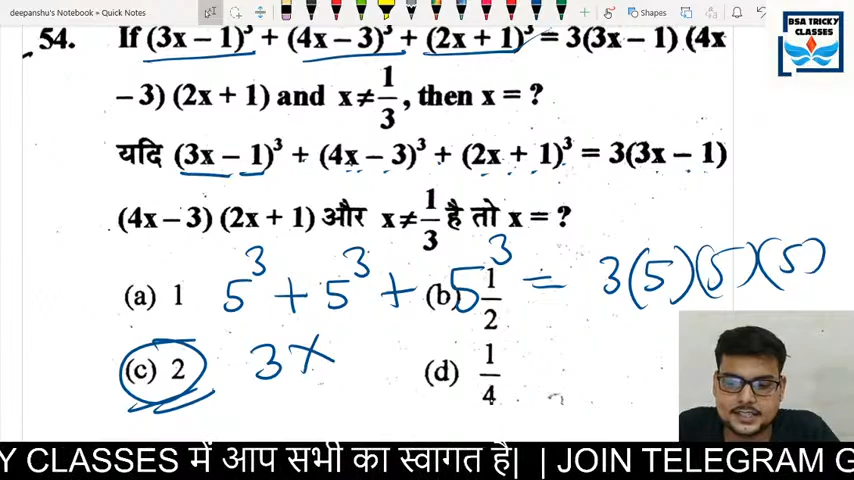 deepanshu's Notebook » Quick Notes
Shapes
BSA TRICKY
CLASSES
54. If (3x – 1)³ + (4x – 3)³ + (2x + 1)³ = 3(3x – 1) (4x
– 3) (2x + 1) and x ≠ 1/3, then x = ?
यदि (3x – 1)³ + (4x – 3)³ + (2x + 1)³ = 3(3x – 1)
(4x – 3) (2x + 1) और x ≠ 1/3 है तो x = ?
5³ + 5³ + 5³ = 3(5)(5)(5)
(a) 1 (b) 1/2
(c) 2 (d) 1/4
3x
Y CLASSES में आप सभी का स्वागत है| | JOIN TELEGRAM G